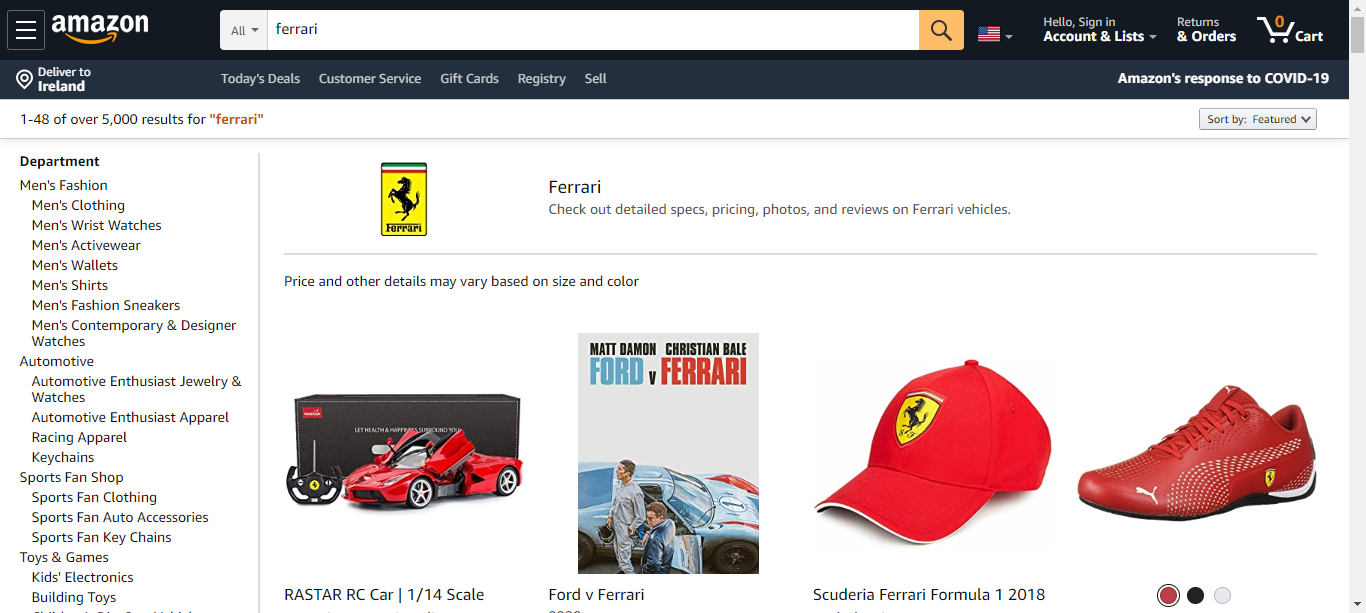 amazon
All
ferrari
Hello, Sign in
Account & Lists
Returns
& Orders
0
Cart
Deliver to
Ireland
Today's Deals Customer Service Gift Cards Registry Sell
Amazon's response to COVID-19
1-48 of over 5,000 results for "ferrari"
Sort by: Featured
Department
Men's Fashion
Men's Clothing
Men's Wrist Watches
Men's Activewear
Men's Wallets
Men's Shirts
Men's Fashion Sneakers
Men's Contemporary & Designer
Watches
Automotive
Automotive Enthusiast Jewelry &
Watches
Automotive Enthusiast Apparel
Racing Apparel
Keychains
Sports Fan Shop
Sports Fan Clothing
Sports Fan Auto Accessories
Sports Fan Key Chains
Toys & Games
Kids' Electronics
Building Toys
Ferrari
Ferrari
Check out detailed specs, pricing, photos, and reviews on Ferrari vehicles.
Price and other details may vary based on size and color
RASTAR
LET HEALTH & HAPPINESS SURROUND YOU
MATT DAMON CHRISTIAN BALE
FORD v FERRARI
S F
RASTAR RC Car | 1/14 Scale
Ford v Ferrari
Scuderia Ferrari Formula 1 2018